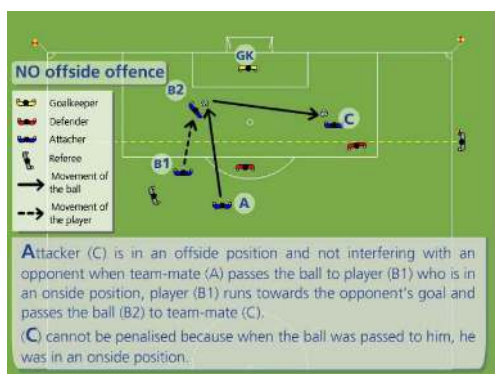 GK
NO offside offence
B2
Goalkeeper
Defender
Attacher
Referee
Movement of
the ball
Movement of
the player
C
B1
A
Attacker (C) is in an offside position and not interfering with an
opponent when team-mate (A) passes the ball to player (B1) who is in
an onside position, player (B1) runs towards the opponent's goal and
passes the ball (B2) to team-mate (C).
(C) cannot be penalised because when the ball was passed to him, he
was in an onside position.